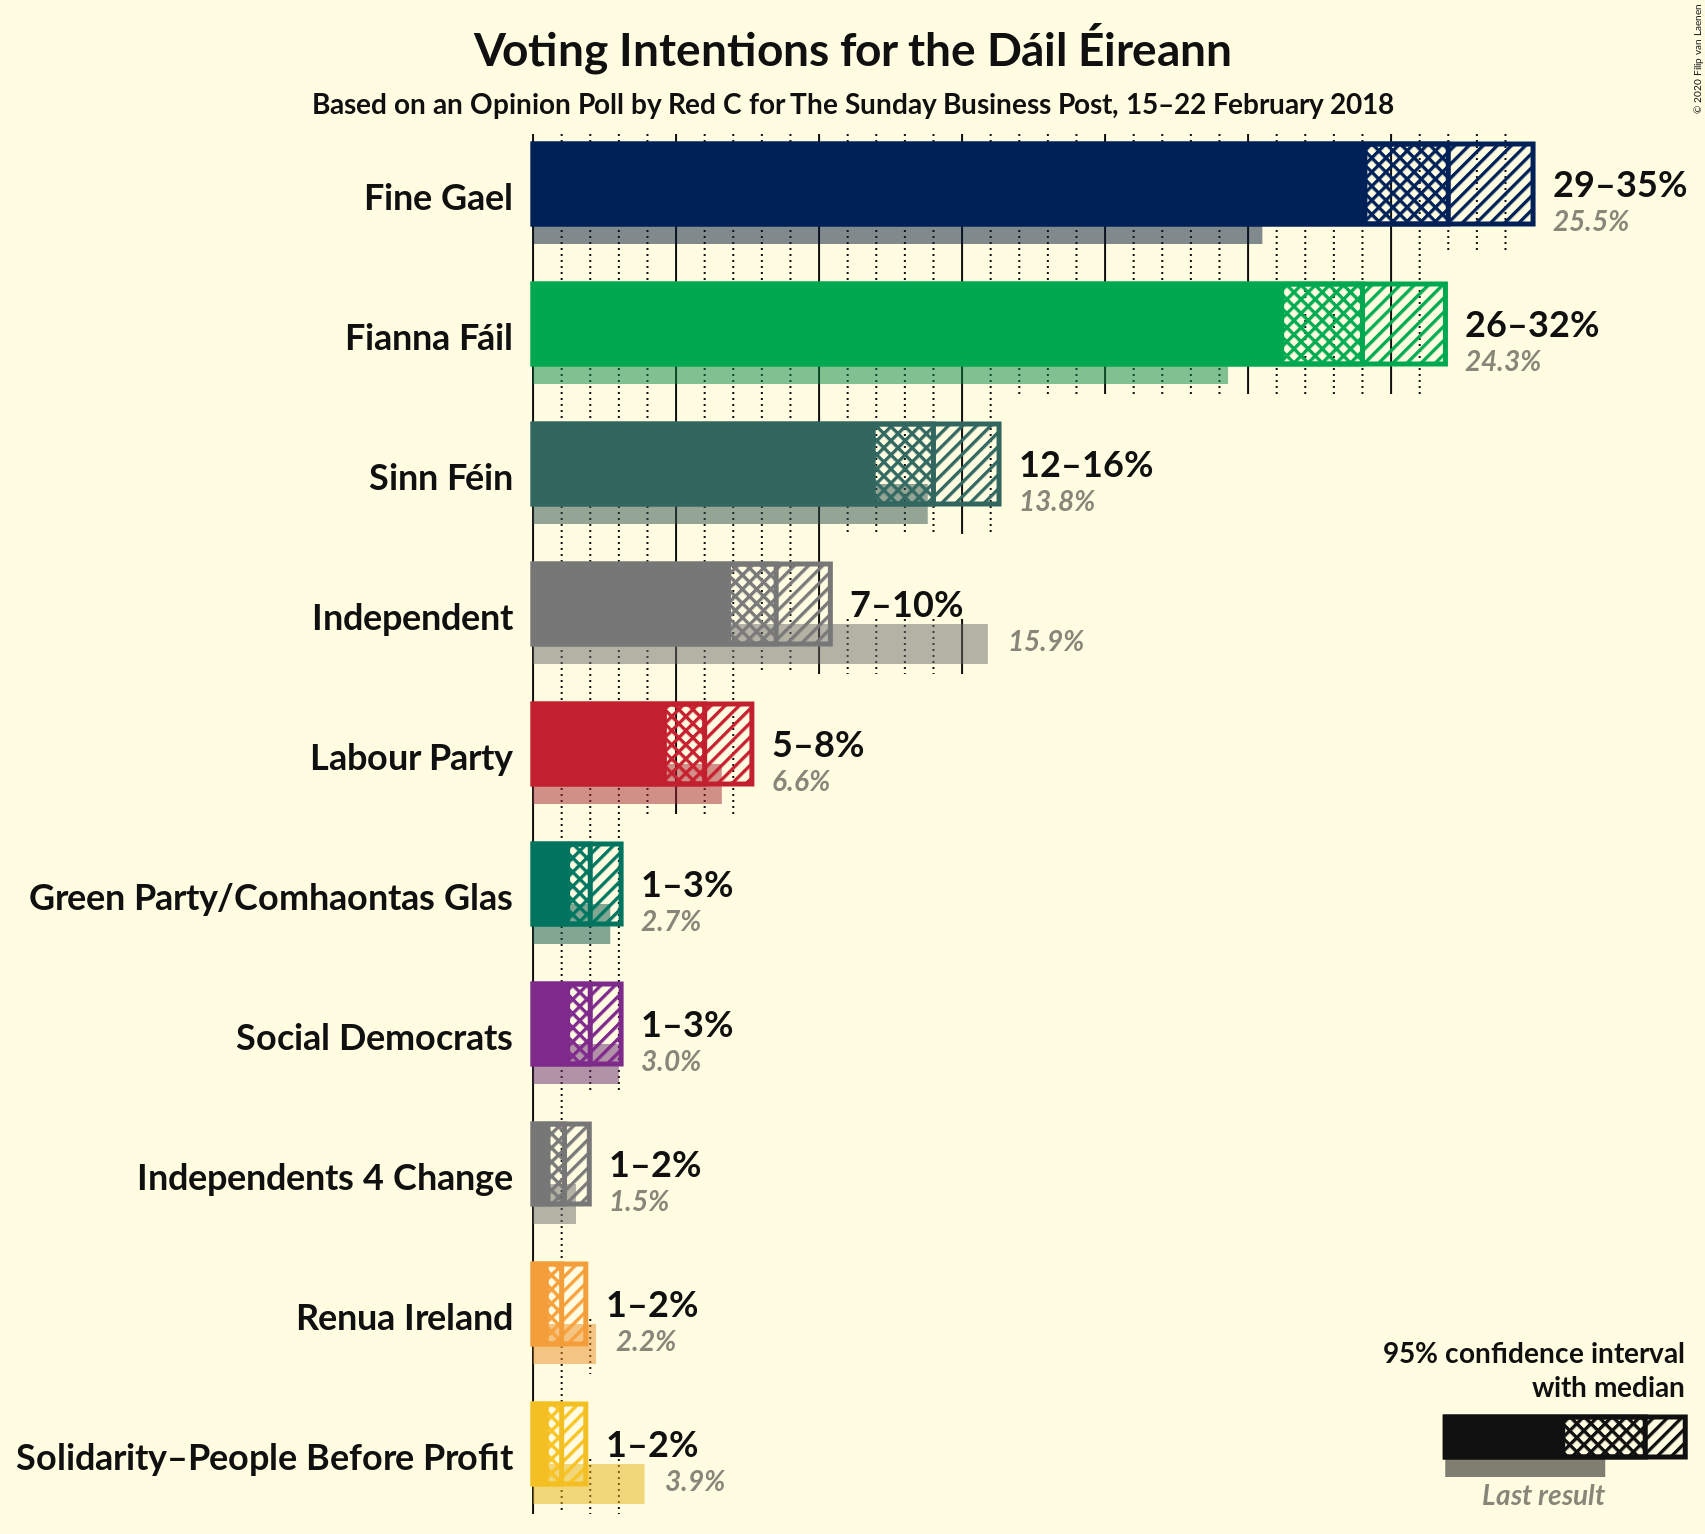 Voting Intentions for the Dáil Éireann
Based on an Opinion Poll by Red C for The Sunday Business Post, 15–22 February 2018
© 2020 Filip van Laenen
Fine Gael
29–35%
25.5%
Fianna Fáil
26–32%
24.3%
Sinn Féin
12–16%
13.8%
Independent
7–10%
15.9%
Labour Party
5–8%
6.6%
Green Party/Comhaontas Glas
1–3%
2.7%
Social Democrats
1–3%
3.0%
Independents 4 Change
1–2%
1.5%
Renua Ireland
1–2%
2.2%
Solidarity–People Before Profit
1–2%
3.9%
95% confidence interval
with median
Last result